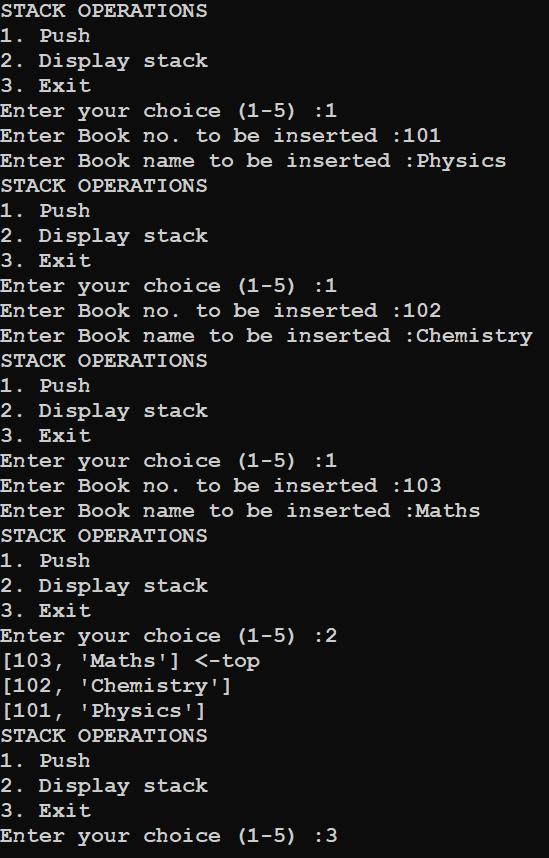 STACK OPERATIONS
1. Push
2. Display stack
3. Exit
Enter your choice (1-5) :1
Enter Book no. to be inserted :101
Enter Book name to be inserted :Physics
STACK OPERATIONS
1. Push
2. Display stack
3. Exit
Enter your choice (1-5) :1
Enter Book no. to be inserted :102
Enter Book name to be inserted :Chemistry
STACK OPERATIONS
1. Push
2. Display stack
3. Exit
Enter your choice (1-5) :1
Enter Book no. to be inserted :103
Enter Book name to be inserted :Maths
STACK OPERATIONS
1. Push
2. Display stack
3. Exit
Enter your choice (1-5) :2
[103, 'Maths'] <-top
[102, 'Chemistry']
[101, 'Physics']
STACK OPERATIONS
1. Push
2. Display stack
3. Exit
Enter your choice (1-5) :3